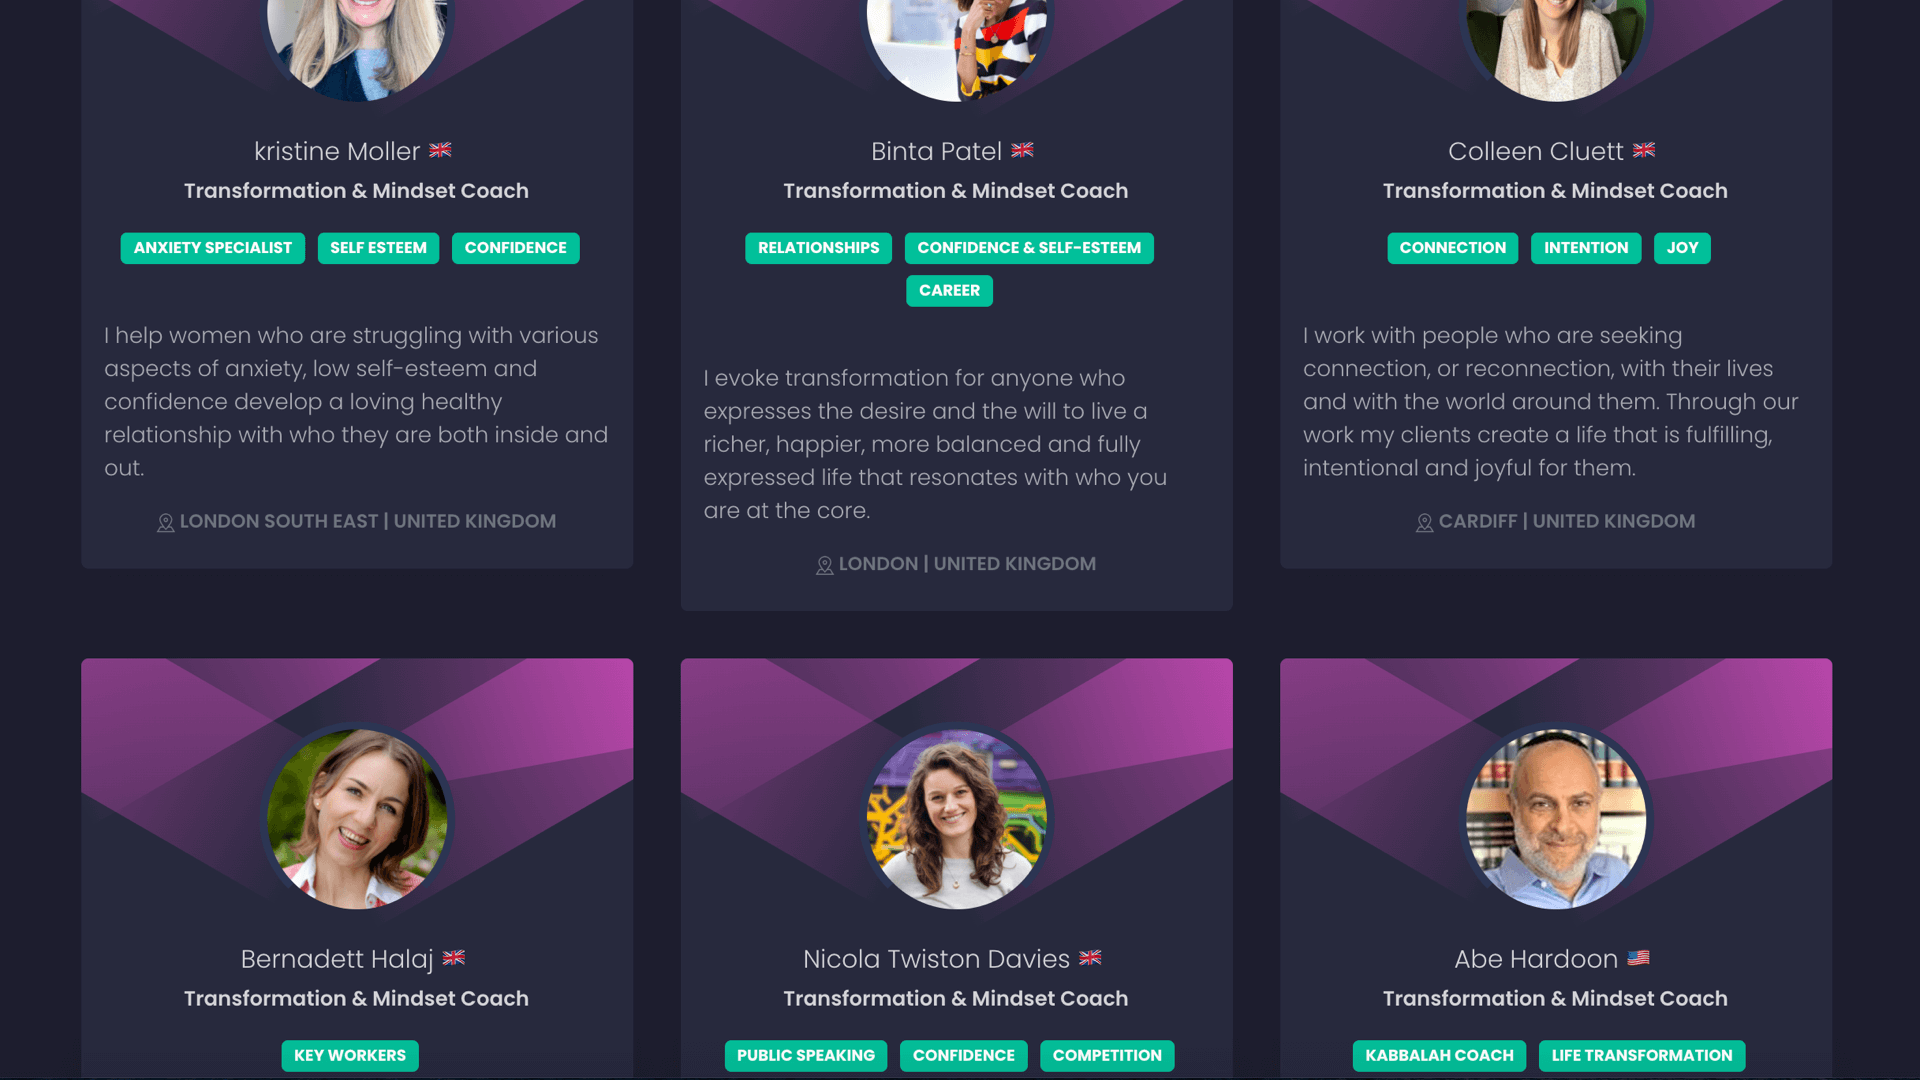 kristine Moller
Transformation & Mindset Coach
ANXIETY SPECIALIST SELF ESTEEM CONFIDENCE
I help women who are struggling with various
aspects of anxiety, low self-esteem and
confidence develop a loving healthy
relationship with who they are both inside and
out.
LONDON SOUTH EAST | UNITED KINGDOM
Binta Patel
Transformation & Mindset Coach
RELATIONSHIPS CONFIDENCE & SELF-ESTEEM
CAREER
I evoke transformation for anyone who
expresses the desire and the will to live a
richer, happier, more balanced and fully
expressed life that resonates with who you
are at the core.
LONDON | UNITED KINGDOM
Colleen Cluett
Transformation & Mindset Coach
CONNECTION INTENTION JOY
I work with people who are seeking
connection, or reconnection, with their lives
and with the world around them. Through our
work my clients create a life that is fulfilling,
intentional and joyful for them.
CARDIFF | UNITED KINGDOM
Bernadett Halaj
Transformation & Mindset Coach
KEY WORKERS
Nicola Twiston Davies
Transformation & Mindset Coach
PUBLIC SPEAKING CONFIDENCE COMPETITION
Abe Hardoon
Transformation & Mindset Coach
KABBALAH COACH LIFE TRANSFORMATION